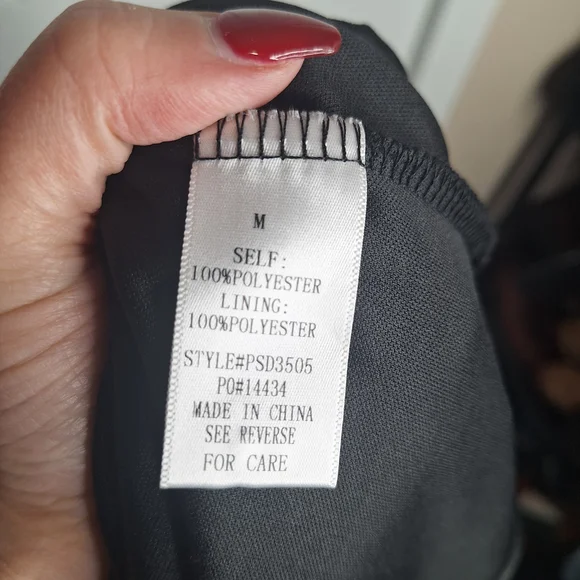 M
SELF:
100%POLYESTER
LINING:
100%POLYESTER
STYLE#PSD3505
PO#14434
MADE IN CHINA
SEE REVERSE
FOR CARE